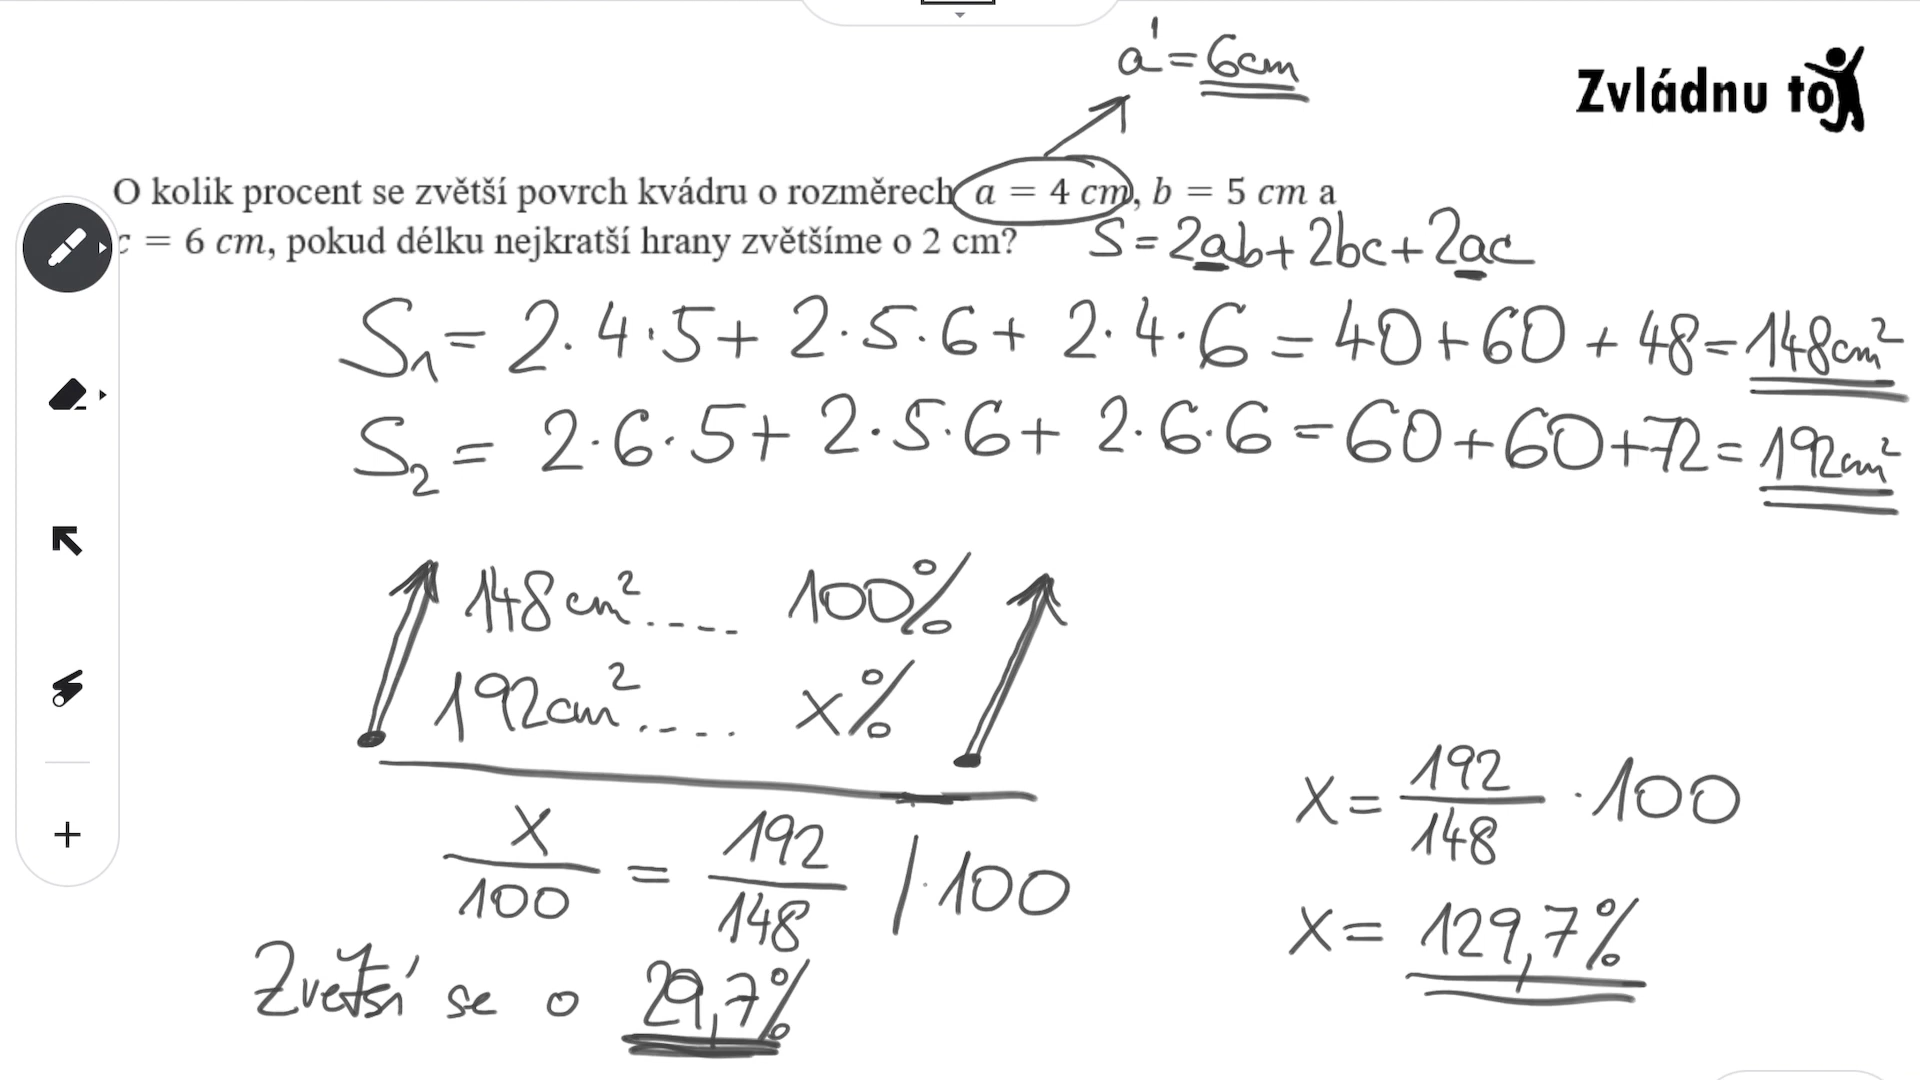 a' = 6cm
Zvládnu to
O kolik procent se zvětší povrch kvádru o rozměrech a = 4 cm, b = 5 cm a
c = 6 cm, pokud délku nejkratší hrany zvětšíme o 2 cm?
S = 2ab + 2bc + 2ac
S₁ = 2·4·5 + 2·5·6 + 2·4·6 = 40 + 60 + 48 = 148cm²
S₂ = 2·6·5 + 2·5·6 + 2·6·6 = 60 + 60 + 72 = 192cm²
148cm² .... 100%
192cm² .... x%
x/100 = 192/148 /·100
x = 192/148 · 100
x = 129,7%
Zvětší se o 29,7%